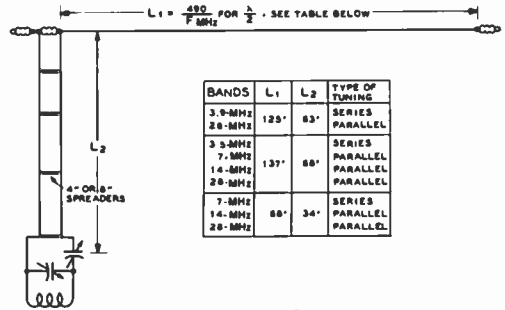 L1 = 490 / F MHz FOR λ/2 . SEE TABLE BELOW
L2
4" OR 6" SPREADERS
BANDS L1 L2 TYPE OF TUNING
3.9-MHz 125' 63' SERIES
28-MHz PARALLEL
3.5-MHz 137' 68' SERIES
7-MHz PARALLEL
14-MHz PARALLEL
28-MHz PARALLEL
7-MHz 68' 34' SERIES
14-MHz PARALLEL
28-MHz PARALLEL